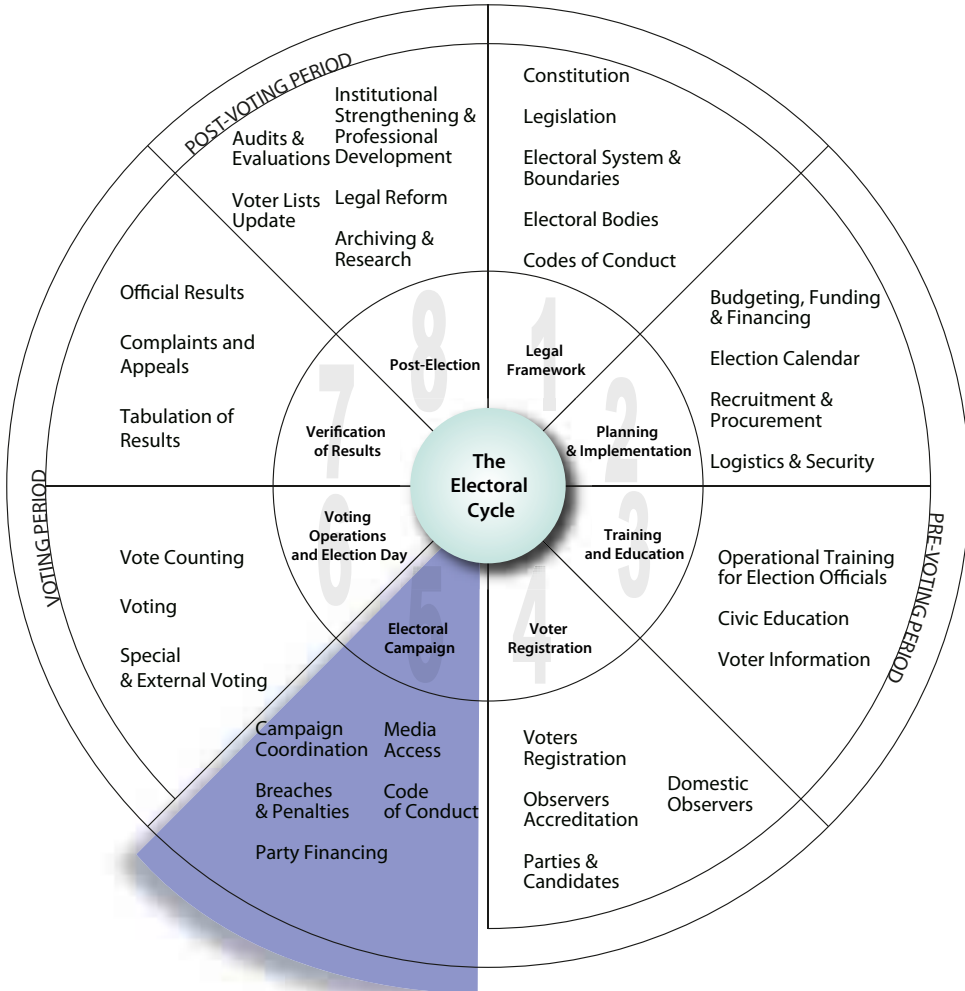 POST-VOTING PERIOD
PRE-VOTING PERIOD
VOTING PERIOD
The
Electoral
Cycle
1
Legal
Framework
Constitution
Legislation
Electoral System &
Boundaries
Electoral Bodies
Codes of Conduct
2
Planning
& Implementation
Budgeting, Funding
& Financing
Election Calendar
Recruitment &
Procurement
Logistics & Security
3
Training
and Education
Operational Training
for Election Officials
Civic Education
Voter Information
4
Voter
Registration
Voters
Registration
Observers
Accreditation
Parties &
Candidates
Domestic
Observers
5
Electoral
Campaign
Campaign
Coordination
Breaches
& Penalties
Party Financing
Media
Access
Code
of Conduct
6
Voting
Operations
and Election Day
Vote Counting
Voting
Special
& External Voting
7
Verification
of Results
Official Results
Complaints and
Appeals
Tabulation of
Results
8
Post-Election
Audits &
Evaluations
Voter Lists
Update
Institutional
Strengthening &
Professional
Development
Legal Reform
Archiving &
Research